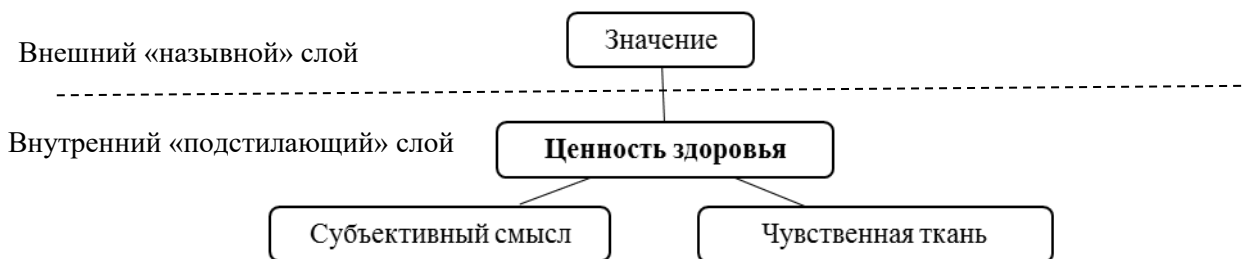 Значение
Внешний «назывной» слой
Внутренний «подстилающий» слой
Ценность здоровья
Субъективный смысл
Чувственная ткань